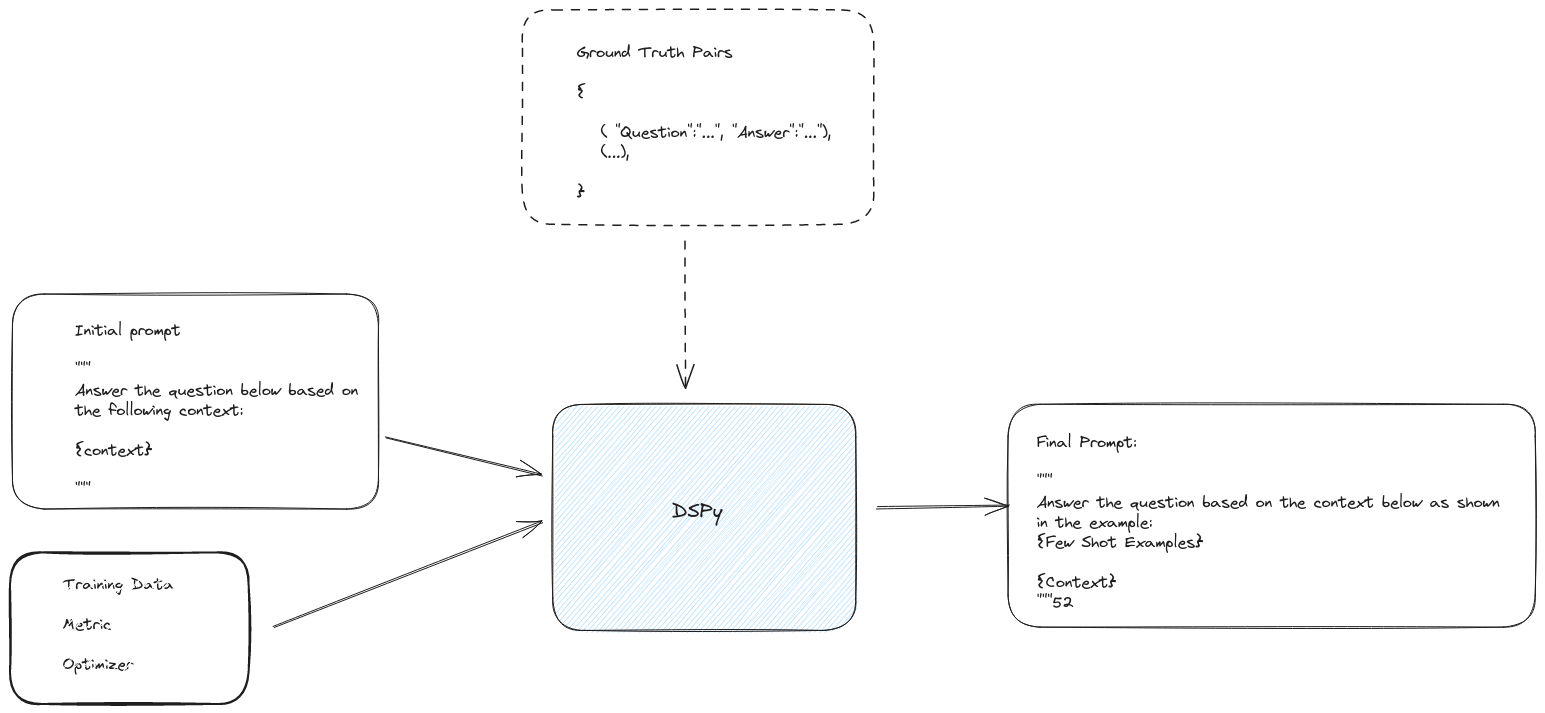 Ground Truth Pairs
{
( "Question":"...", "Answer":"..."),
(...),
}
Initial prompt
"""
Answer the question below based on
the following context:
{context}
"""
Training Data
Metric
Optimizer
DSPy
Final Prompt:
"""
Answer the question based on the context below as shown
in the example:
{Few Shot Examples}
{Context}
"""52